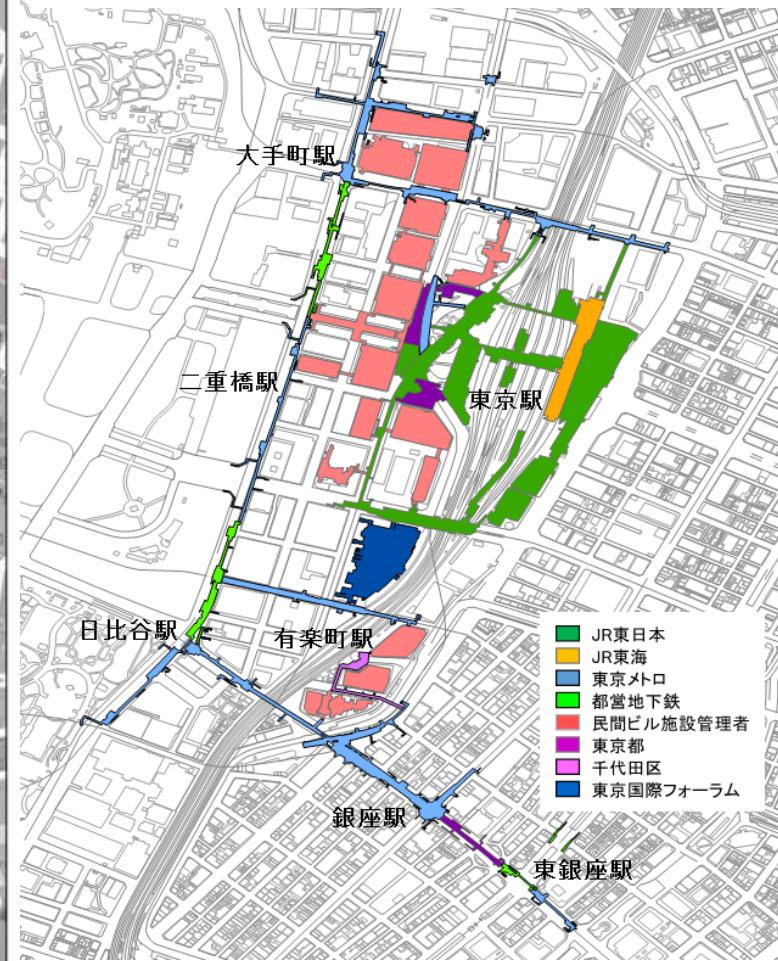 大手町駅
二重橋駅
東京駅
日比谷駅
有楽町駅
銀座駅
東銀座駅
JR東日本
JR東海
東京メトロ
都営地下鉄
民間ビル施設管理者
東京都
千代田区
東京国際フォーラム